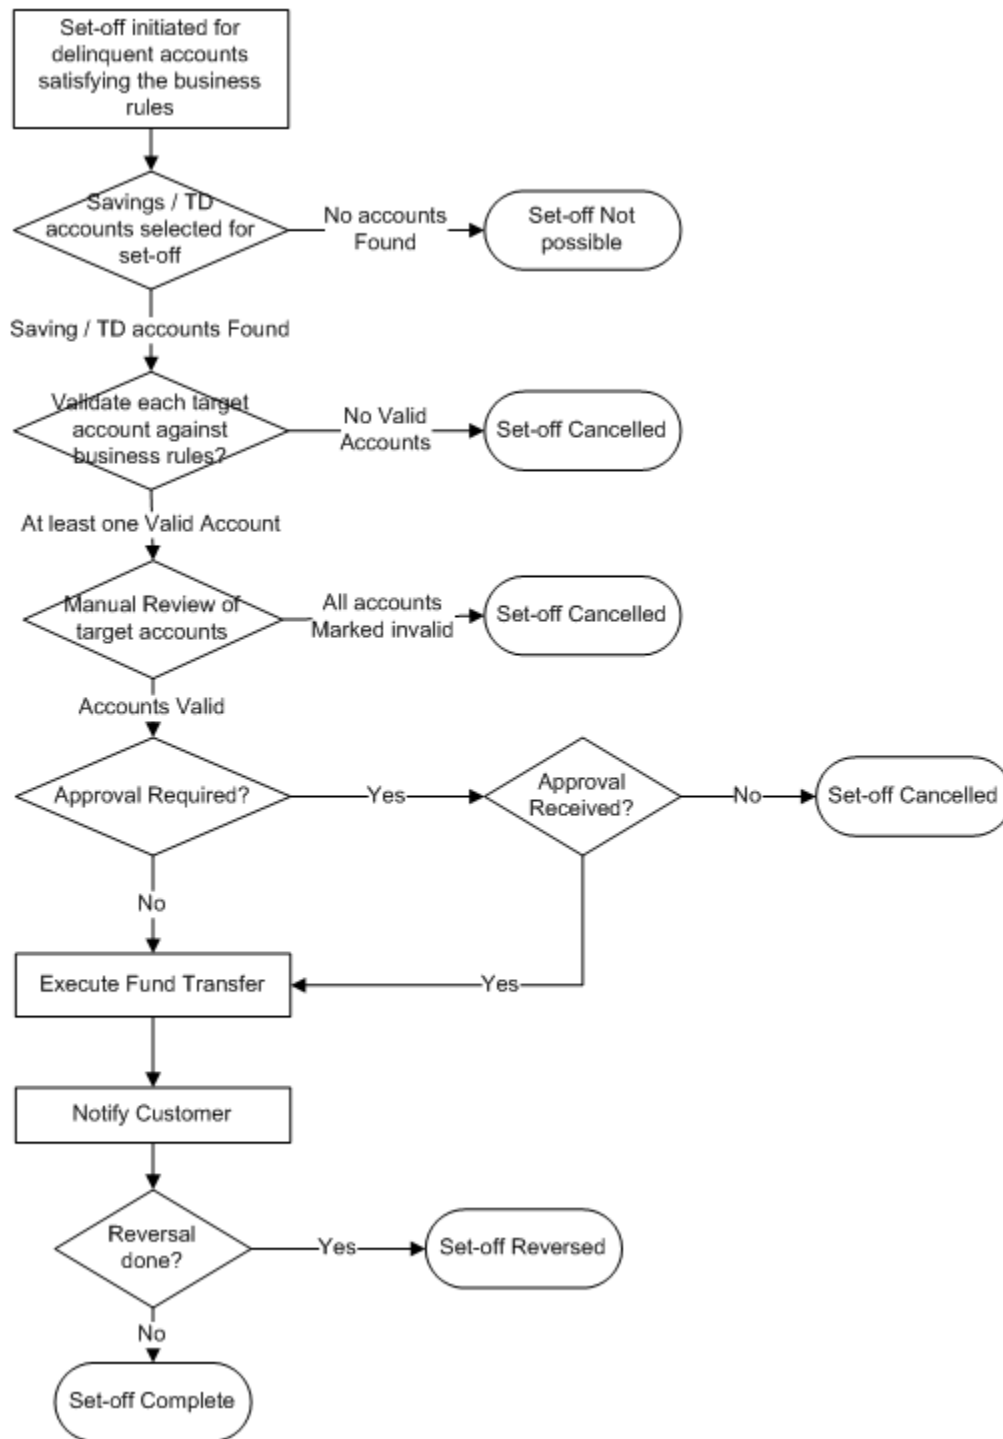 Set-off initiated for
delinquent accounts
satisfying the business
rules
Savings / TD
accounts selected for
set-off
No accounts
Found
Set-off Not
possible
Saving / TD accounts Found
Validate each target
account against
business rules?
No Valid
Accounts
Set-off Cancelled
At least one Valid Account
Manual Review of
target accounts
All accounts
Marked invalid
Set-off Cancelled
Accounts Valid
Approval Required?
Yes
Approval
Received?
No
Set-off Cancelled
No
Execute Fund Transfer
Yes
Notify Customer
Reversal
done?
Yes
Set-off Reversed
No
Set-off Complete